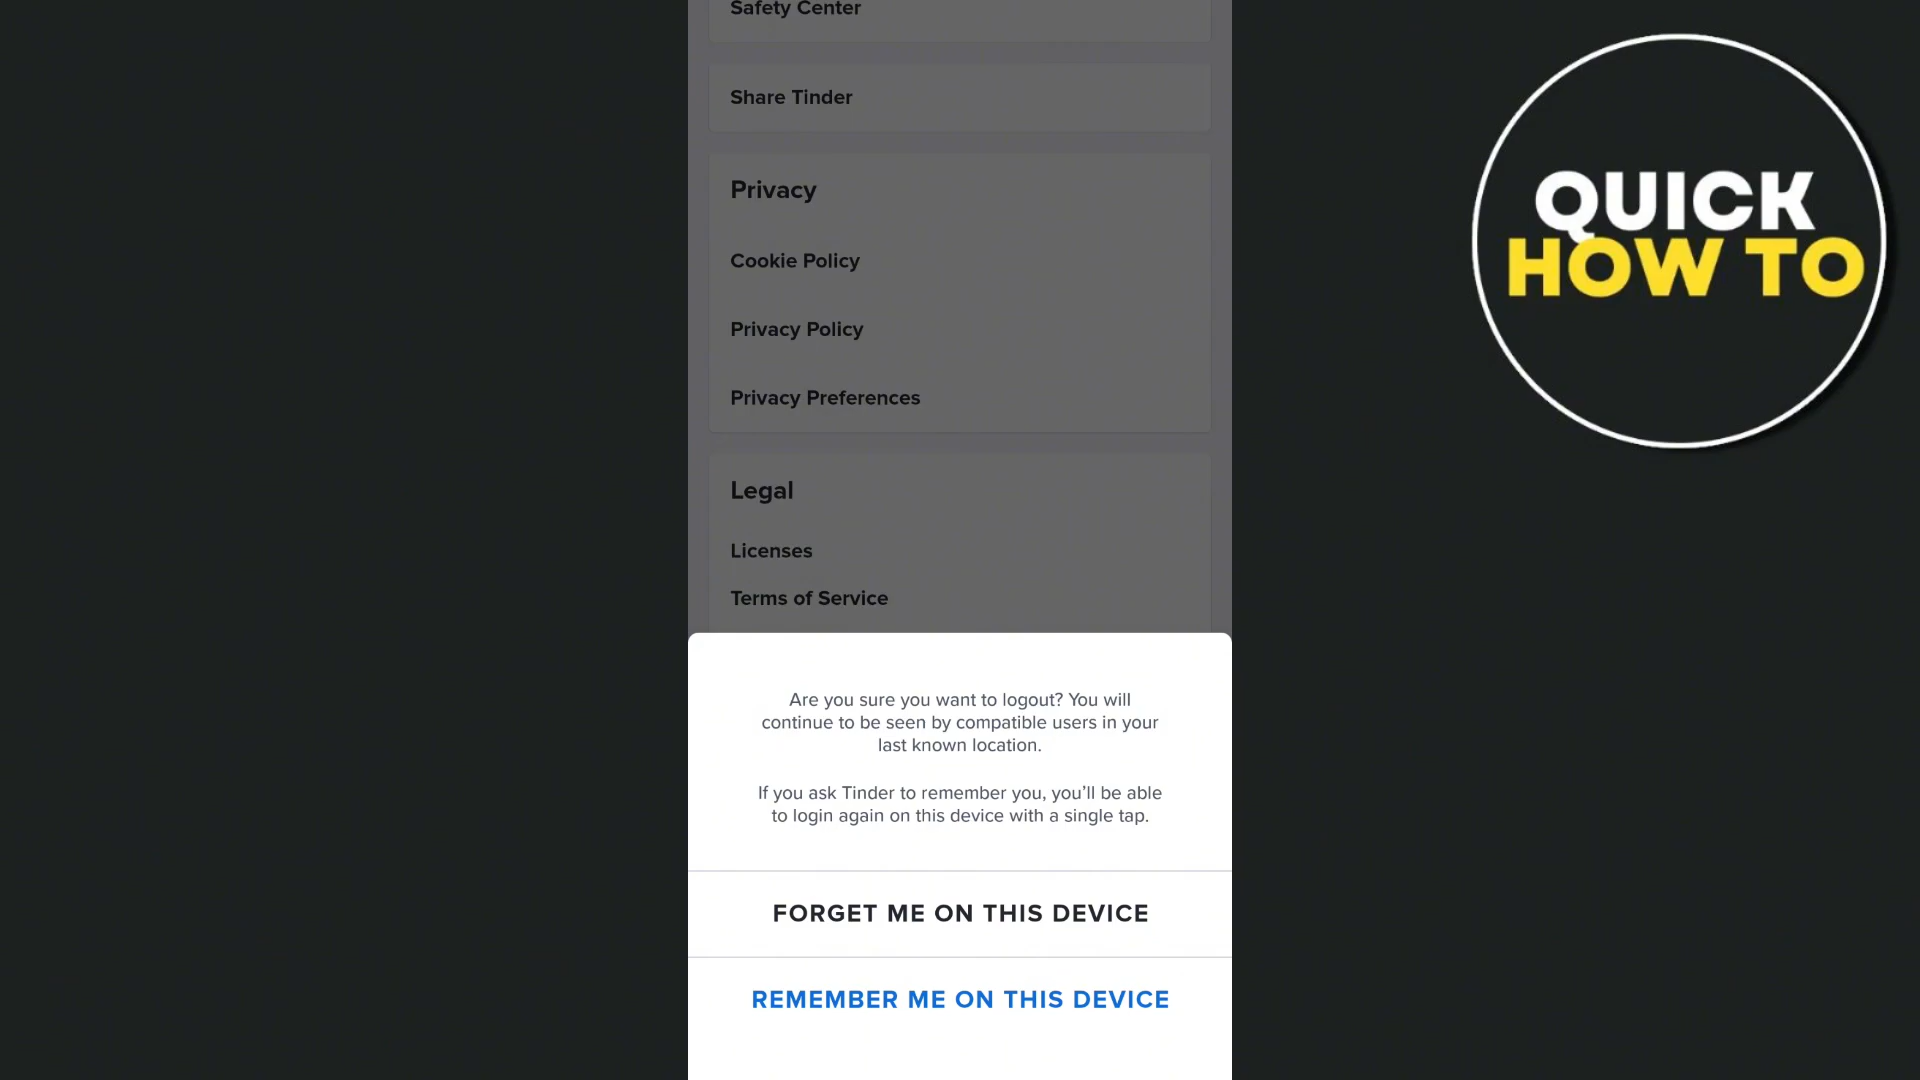 Safety Center
Share Tinder
Privacy
Cookie Policy
Privacy Policy
Privacy Preferences
Legal
Licenses
Terms of Service
Are you sure you want to logout? You will
continue to be seen by compatible users in your
last known location.
If you ask Tinder to remember you, you’ll be able
to login again on this device with a single tap.
FORGET ME ON THIS DEVICE
REMEMBER ME ON THIS DEVICE
QUICK
HOW TO